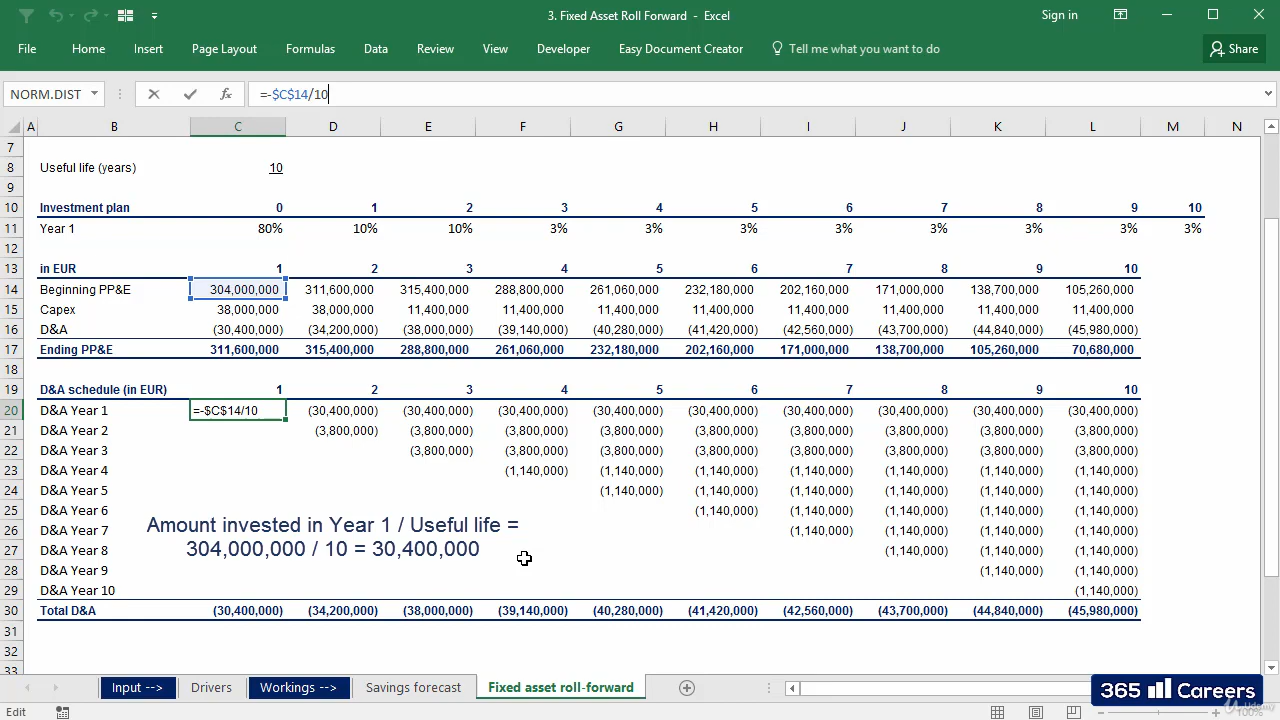 3. Fixed Asset Roll Forward - Excel
Sign in
File Home Insert Page Layout Formulas Data Review View Developer Easy Document Creator Tell me what you want to do Share
NORM.DIST fx =-$C$14/10
A B C D E F G H I J K L M N
7
8 Useful life (years) 10
9
10 Investment plan 0 1 2 3 4 5 6 7 8 9 10
11 Year 1 80% 10% 10% 3% 3% 3% 3% 3% 3% 3% 3%
12
13 in EUR 1 2 3 4 5 6 7 8 9 10
14 Beginning PP&E 304,000,000 311,600,000 315,400,000 288,800,000 261,060,000 232,180,000 202,160,000 171,000,000 138,700,000 105,260,000
15 Capex 38,000,000 38,000,000 11,400,000 11,400,000 11,400,000 11,400,000 11,400,000 11,400,000 11,400,000 11,400,000
16 D&A (30,400,000) (34,200,000) (38,000,000) (39,140,000) (40,280,000) (41,420,000) (42,560,000) (43,700,000) (44,840,000) (45,980,000)
17 Ending PP&E 311,600,000 315,400,000 288,800,000 261,060,000 232,180,000 202,160,000 171,000,000 138,700,000 105,260,000 70,680,000
18
19 D&A schedule (in EUR) 1 2 3 4 5 6 7 8 9 10
20 D&A Year 1 =-$C$14/10 (30,400,000) (30,400,000) (30,400,000) (30,400,000) (30,400,000) (30,400,000) (30,400,000) (30,400,000) (30,400,000)
21 D&A Year 2 (3,800,000) (3,800,000) (3,800,000) (3,800,000) (3,800,000) (3,800,000) (3,800,000) (3,800,000) (3,800,000)
22 D&A Year 3 (3,800,000) (3,800,000) (3,800,000) (3,800,000) (3,800,000) (3,800,000) (3,800,000) (3,800,000)
23 D&A Year 4 (1,140,000) (1,140,000) (1,140,000) (1,140,000) (1,140,000) (1,140,000) (1,140,000)
24 D&A Year 5 (1,140,000) (1,140,000) (1,140,000) (1,140,000) (1,140,000) (1,140,000)
25 D&A Year 6 (1,140,000) (1,140,000) (1,140,000) (1,140,000) (1,140,000)
26 D&A Year 7 (1,140,000) (1,140,000) (1,140,000) (1,140,000)
27 D&A Year 8 (1,140,000) (1,140,000) (1,140,000)
28 D&A Year 9 (1,140,000) (1,140,000)
29 D&A Year 10 (1,140,000)
30 Total D&A (30,400,000) (34,200,000) (38,000,000) (39,140,000) (40,280,000) (41,420,000) (42,560,000) (43,700,000) (44,840,000) (45,980,000)
31
32
33
Amount invested in Year 1 / Useful life =
304,000,000 / 10 = 30,400,000
Input --> Drivers Workings --> Savings forecast Fixed asset roll-forward
365 Careers
Edit 100%
Udemy